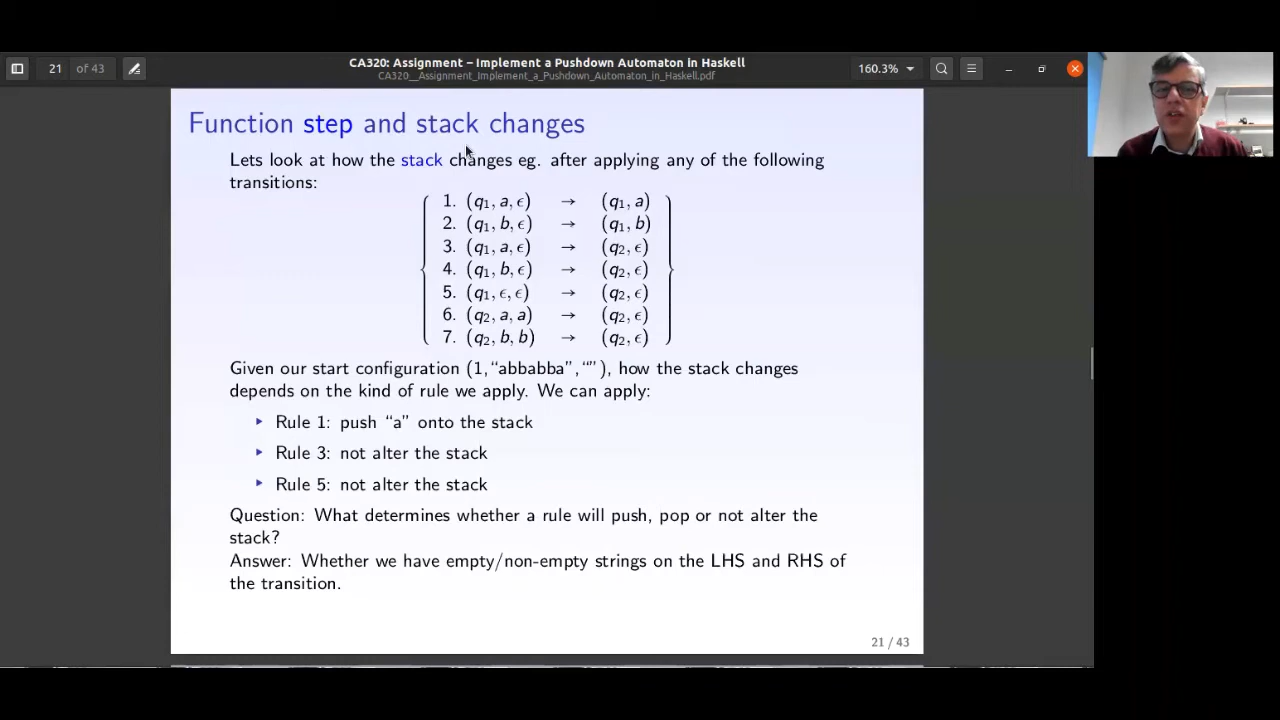 21 of 43
CA320: Assignment – Implement a Pushdown Automaton in Haskell
CA320__Assignment_Implement_a_Pushdown_Automaton_in_Haskell.pdf
160.3%
Function step and stack changes
Lets look at how the stack changes eg. after applying any of the following
transitions:
1. (q₁, a, ϵ) → (q₁, a)
2. (q₁, b, ϵ) → (q₁, b)
3. (q₁, a, ϵ) → (q₂, ϵ)
4. (q₁, b, ϵ) → (q₂, ϵ)
5. (q₁, ϵ, ϵ) → (q₂, ϵ)
6. (q₂, a, a) → (q₂, ϵ)
7. (q₂, b, b) → (q₂, ϵ)
Given our start configuration (1,“abbabba”,“”), how the stack changes
depends on the kind of rule we apply. We can apply:
Rule 1: push “a” onto the stack
Rule 3: not alter the stack
Rule 5: not alter the stack
Question: What determines whether a rule will push, pop or not alter the
stack?
Answer: Whether we have empty/non-empty strings on the LHS and RHS of
the transition.
21 / 43